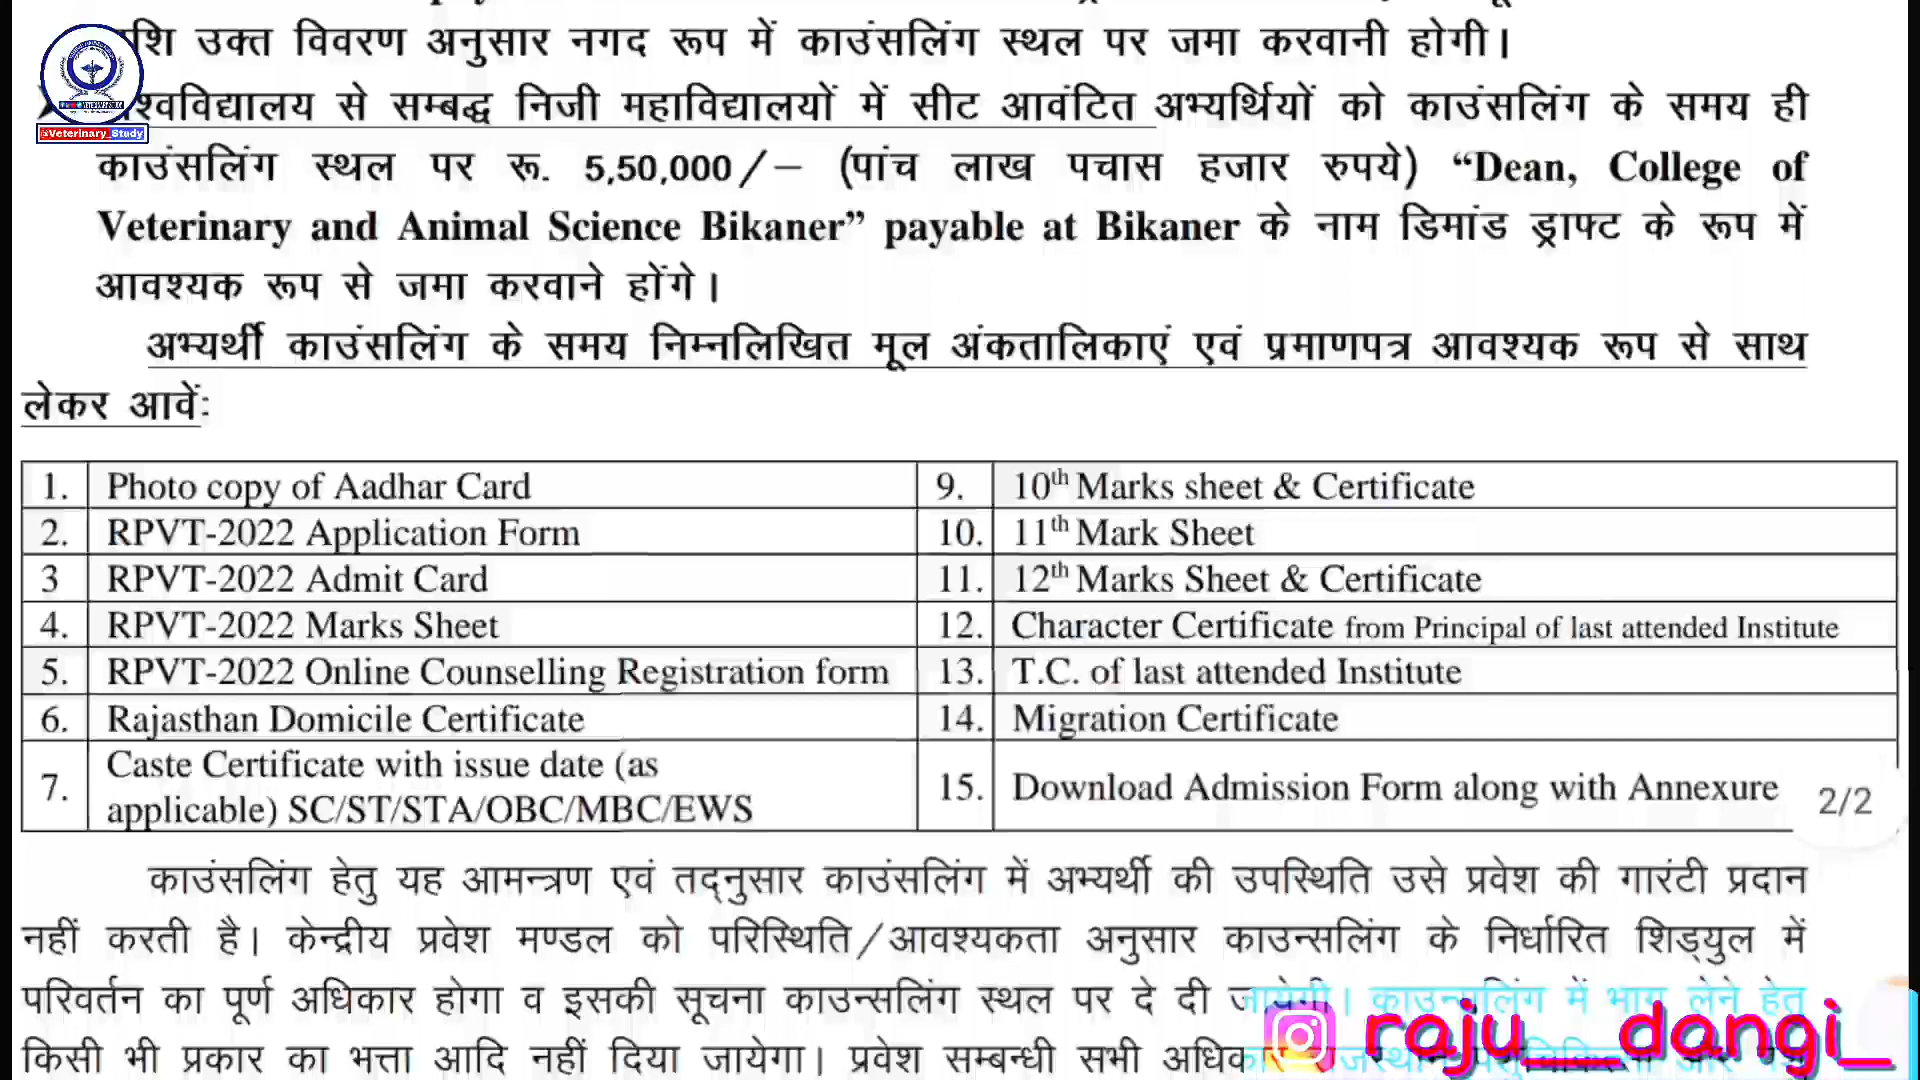 राशि उक्त विवरण अनुसार नगद रूप में काउंसलिंग स्थल पर जमा करवानी होगी।
विश्वविद्यालय से सम्बद्ध निजी महाविद्यालयों में सीट आवंटित अभ्यर्थियों को काउंसलिंग के समय ही
@Veterinary_Study
काउंसलिंग स्थल पर रू. 5,50,000/– (पांच लाख पचास हजार रुपये) “Dean, College of
Veterinary and Animal Science Bikaner” payable at Bikaner के नाम डिमांड ड्राफ्ट के रूप में
आवश्यक रूप से जमा करवाने होंगे।
अभ्यर्थी काउंसलिंग के समय निम्नलिखित मूल अंकतालिकाएं एवं प्रमाणपत्र आवश्यक रूप से साथ
लेकर आवें:
1. Photo copy of Aadhar Card 9. 10th Marks sheet & Certificate
2. RPVT-2022 Application Form 10. 11th Mark Sheet
3 RPVT-2022 Admit Card 11. 12th Marks Sheet & Certificate
4. RPVT-2022 Marks Sheet 12. Character Certificate from Principal of last attended Institute
5. RPVT-2022 Online Counselling Registration form 13. T.C. of last attended Institute
6. Rajasthan Domicile Certificate 14. Migration Certificate
7. Caste Certificate with issue date (as
applicable) SC/ST/STA/OBC/MBC/EWS 15. Download Admission Form along with Annexure
2/2
काउंसलिंग हेतु यह आमन्त्रण एवं तद्नुसार काउंसलिंग में अभ्यर्थी की उपस्थिति उसे प्रवेश की गारंटी प्रदान
नहीं करती है। केन्द्रीय प्रवेश मण्डल को परिस्थिति/आवश्यकता अनुसार काउन्सलिंग के निर्धारित शिड्युल में
परिवर्तन का पूर्ण अधिकार होगा व इसकी सूचना काउन्सलिंग स्थल पर दे दी जायेगी। काउन्सलिंग में भाग लेने हेतु
किसी भी प्रकार का भत्ता आदि नहीं दिया जायेगा। प्रवेश सम्बन्धी सभी
raju__dangi_